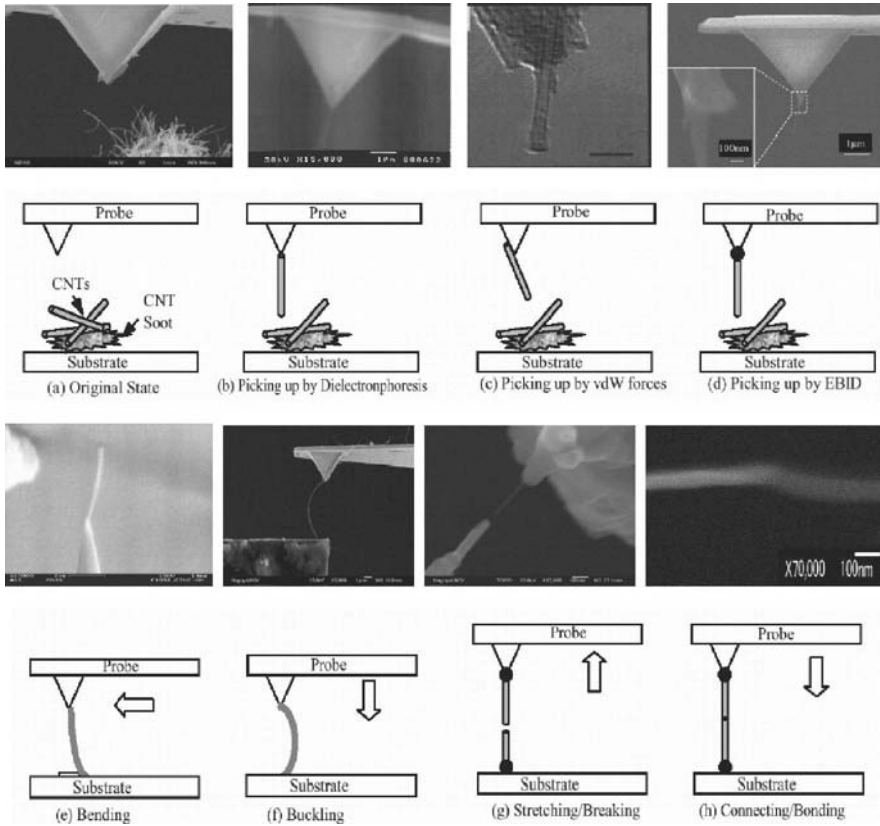 100nm
1μm
Probe
Probe
Probe
Probe
CNTs
CNT
Soot
Substrate
Substrate
Substrate
Substrate
(a) Original State
(b) Picking up by Dielectronphoresis
(c) Picking up by vdW forces
(d) Picking up by EBID
X70,000 100nm
Probe
Probe
Probe
Probe
Substrate
Substrate
Substrate
Substrate
(e) Bending
(f) Buckling
(g) Stretching/Breaking
(h) Connecting/Bonding